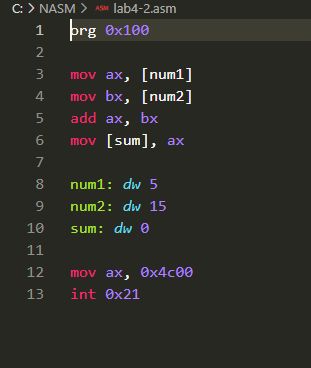 C: > NASM > ASM lab4-2.asm
1 org 0x100
2
3 mov ax, [num1]
4 mov bx, [num2]
5 add ax, bx
6 mov [sum], ax
7
8 num1: dw 5
9 num2: dw 15
10 sum: dw 0
11
12 mov ax, 0x4c00
13 int 0x21